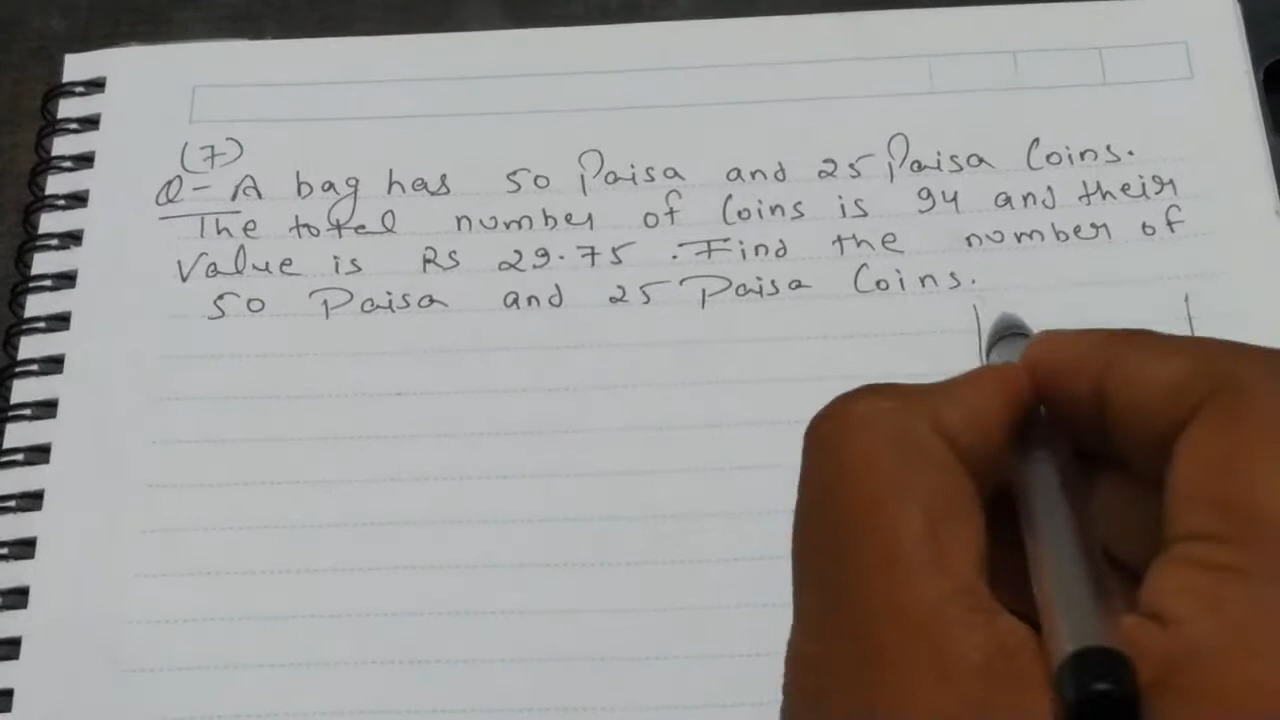 (7)
Q- A bag has 50 Paisa and 25 Paisa Coins.
The total number of Coins is 94 and their
Value is RS 29.75 . Find the number of
50 Paisa and 25 Paisa Coins.